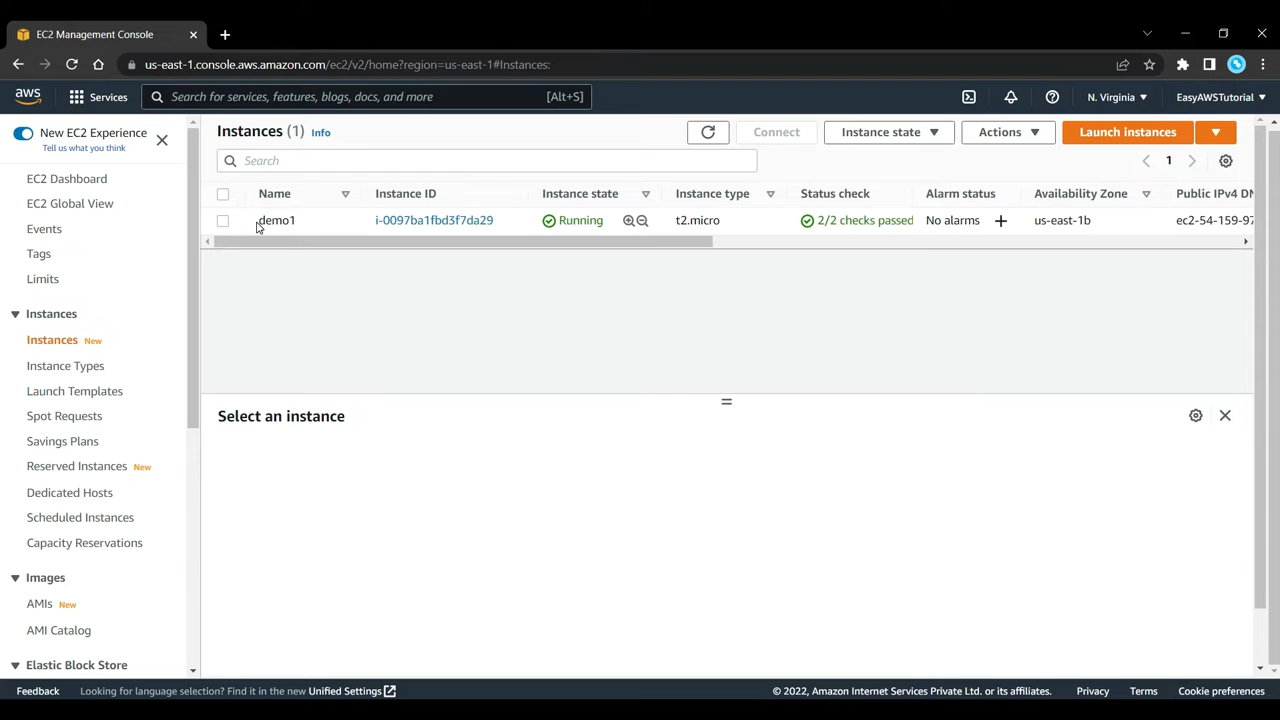 EC2 Management Console
us-east-1.console.aws.amazon.com/ec2/v2/home?region=us-east-1#Instances:
aws
Services
Search for services, features, blogs, docs, and more
[Alt+S]
N. Virginia
EasyAWSTutorial
New EC2 Experience
Tell us what you think
EC2 Dashboard
EC2 Global View
Events
Tags
Limits
Instances
Instances New
Instance Types
Launch Templates
Spot Requests
Savings Plans
Reserved Instances New
Dedicated Hosts
Scheduled Instances
Capacity Reservations
Images
AMIs New
AMI Catalog
Elastic Block Store
Instances (1) Info
Connect
Instance state
Actions
Launch instances
Search
1
Name Instance ID Instance state Instance type Status check Alarm status Availability Zone Public IPv4 DN
demo1 i-0097ba1fbd3f7da29 Running t2.micro 2/2 checks passed No alarms us-east-1b ec2-54-159-97
Select an instance
Feedback Looking for language selection? Find it in the new Unified Settings
© 2022, Amazon Internet Services Private Ltd. or its affiliates. Privacy Terms Cookie preferences